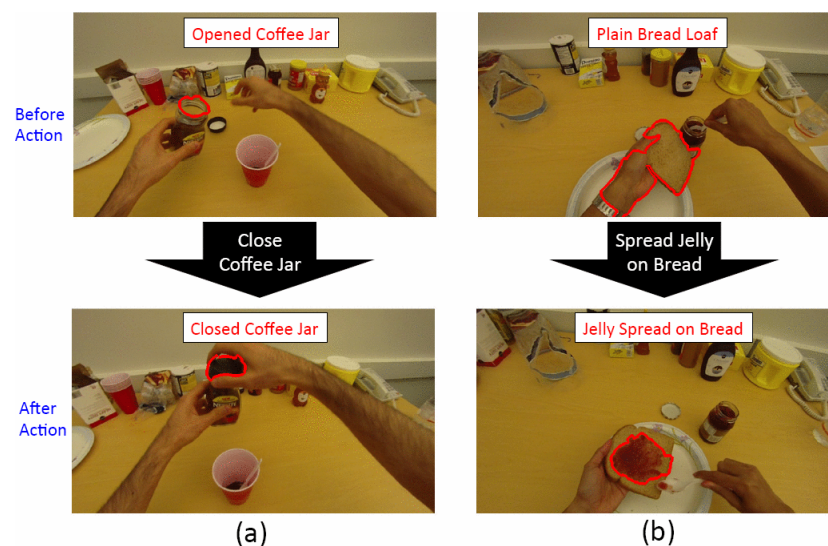 Opened Coffee Jar
Plain Bread Loaf
Before
Action
Close
Coffee Jar
Spread Jelly
on Bread
Closed Coffee Jar
Jelly Spread on Bread
After
Action
(a)
(b)